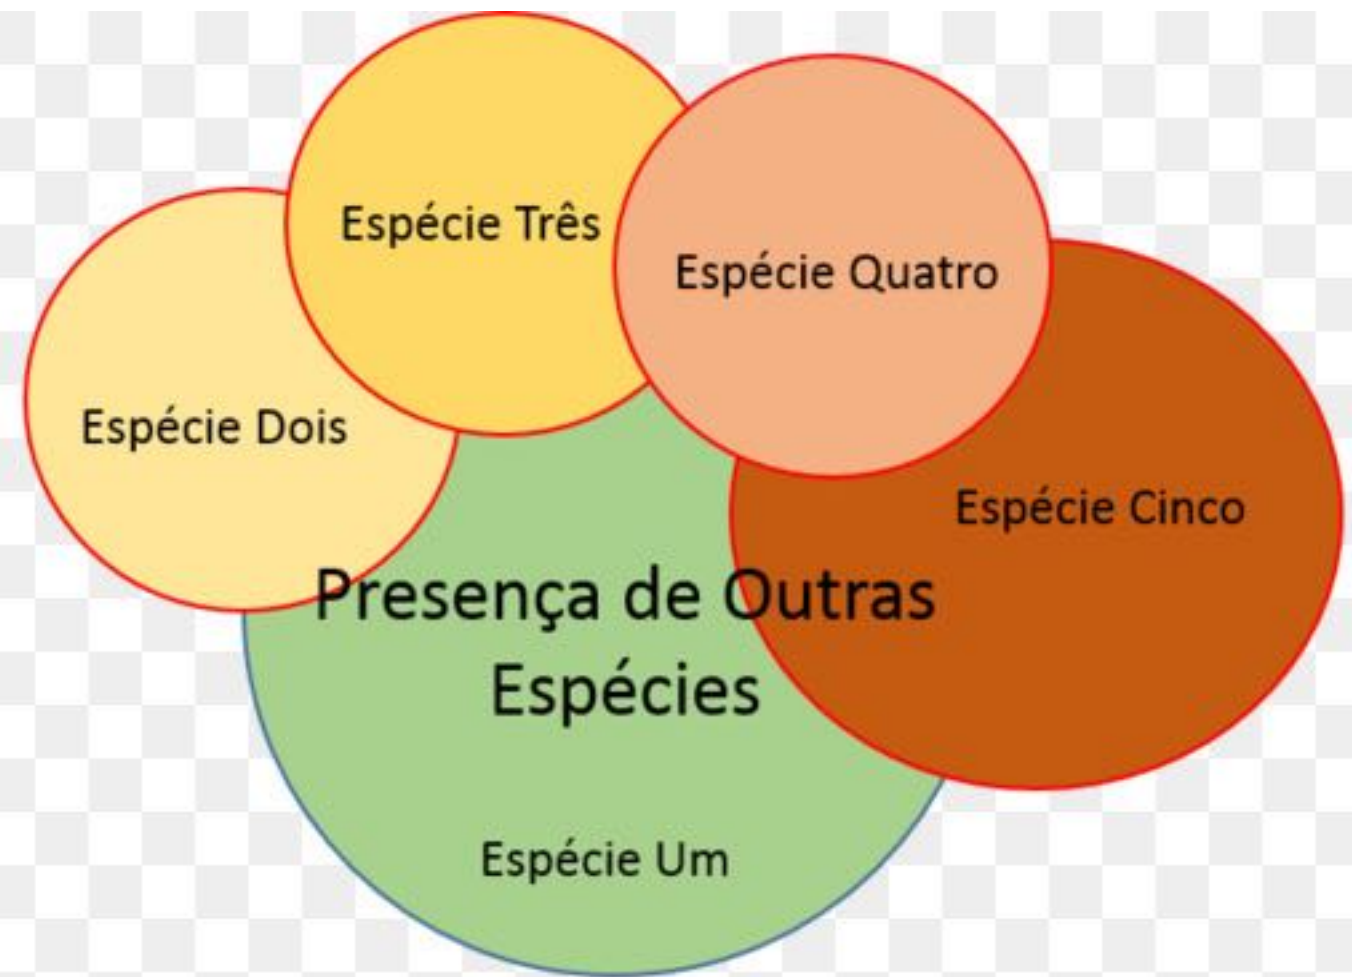 Espécie Três
Espécie Quatro
Espécie Dois
Espécie Cinco
Presença de Outras
Espécies
Espécie Um